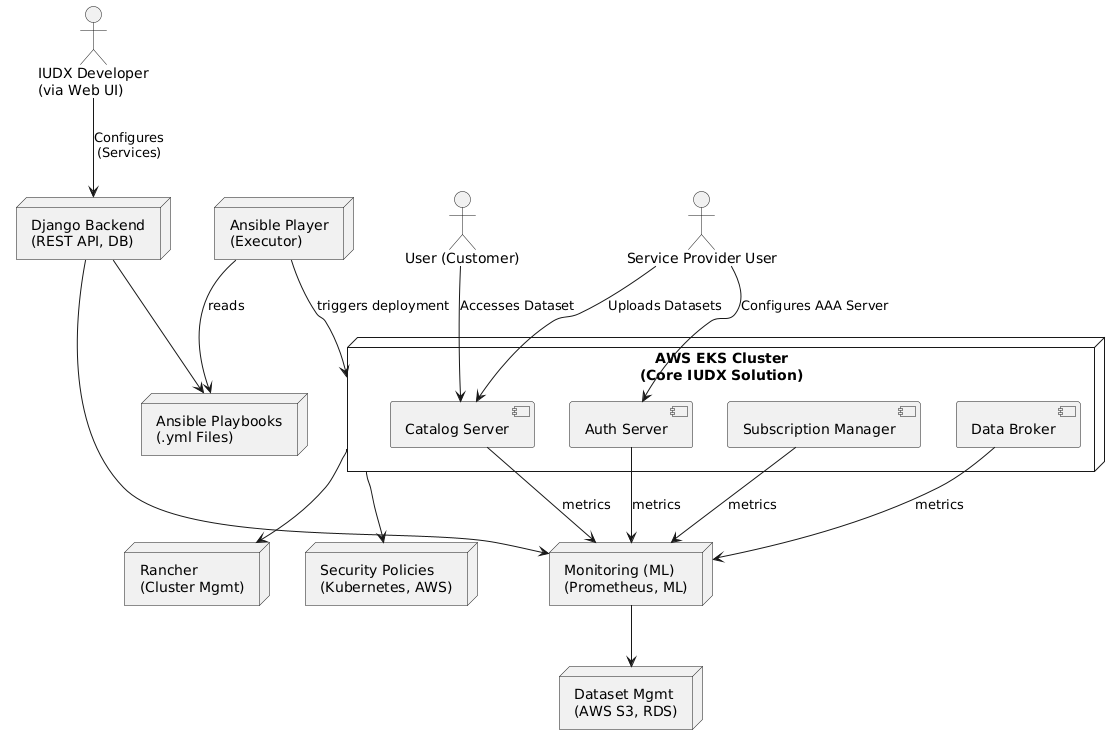 IUDX Developer
(via Web UI)
Configures
(Services)
Django Backend
(REST API, DB)
Ansible Player
(Executor)
User (Customer)
Service Provider User
reads
triggers deployment
Accesses Dataset
Uploads Datasets
Configures AAA Server
AWS EKS Cluster
(Core IUDX Solution)
Ansible Playbooks
(.yml Files)
Catalog Server
Auth Server
Subscription Manager
Data Broker
metrics
metrics
metrics
metrics
Rancher
(Cluster Mgmt)
Security Policies
(Kubernetes, AWS)
Monitoring (ML)
(Prometheus, ML)
Dataset Mgmt
(AWS S3, RDS)